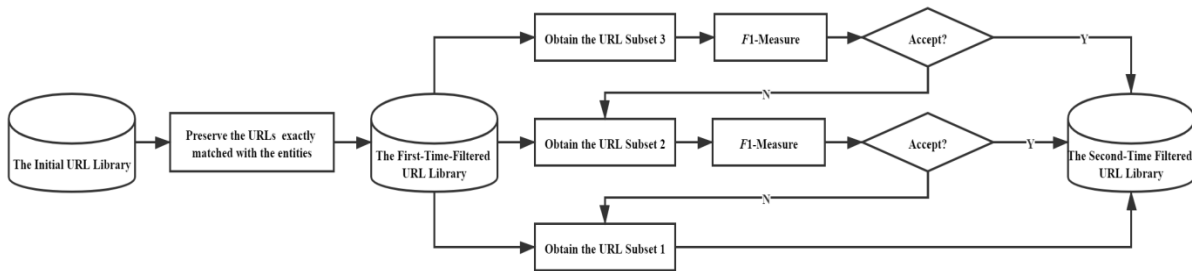 Obtain the URL Subset 3
F1-Measure
Accept?
Y
N
The Initial URL Library
Preserve the URLs exactly
matched with the entities
The First-Time-Filtered
URL Library
Obtain the URL Subset 2
F1-Measure
Accept?
Y
The Second-Time Filtered
URL Library
N
Obtain the URL Subset 1